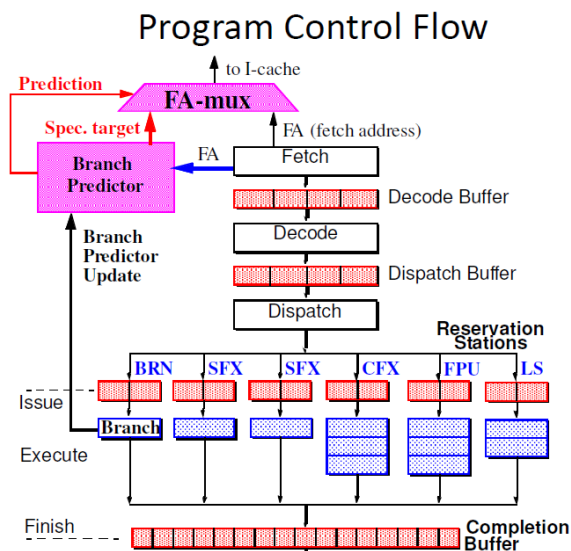 Program Control Flow
to I-cache
Prediction
FA-mux
Spec. target
FA (fetch address)
FA
Fetch
Branch
Predictor
Decode Buffer
Decode
Branch
Predictor
Update
Dispatch Buffer
Dispatch
Reservation
Stations
BRN SFX SFX CFX FPU LS
Issue
Branch
Execute
Finish
Completion
Buffer